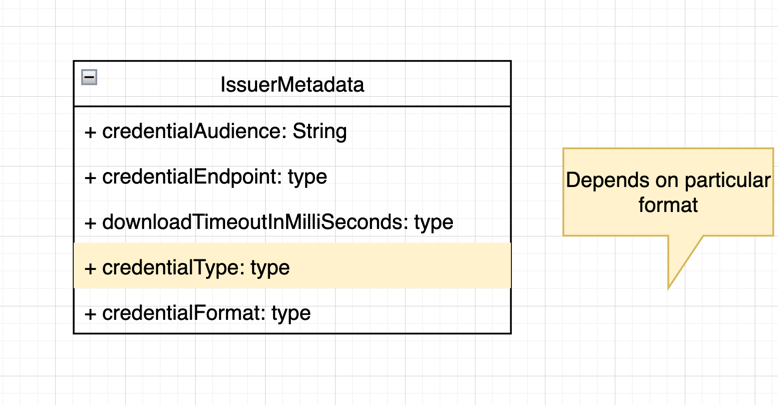 IssuerMetadata
+ credentialAudience: String
+ credentialEndpoint: type
+ downloadTimeoutInMilliSeconds: type
+ credentialType: type
+ credentialFormat: type
Depends on particular
format